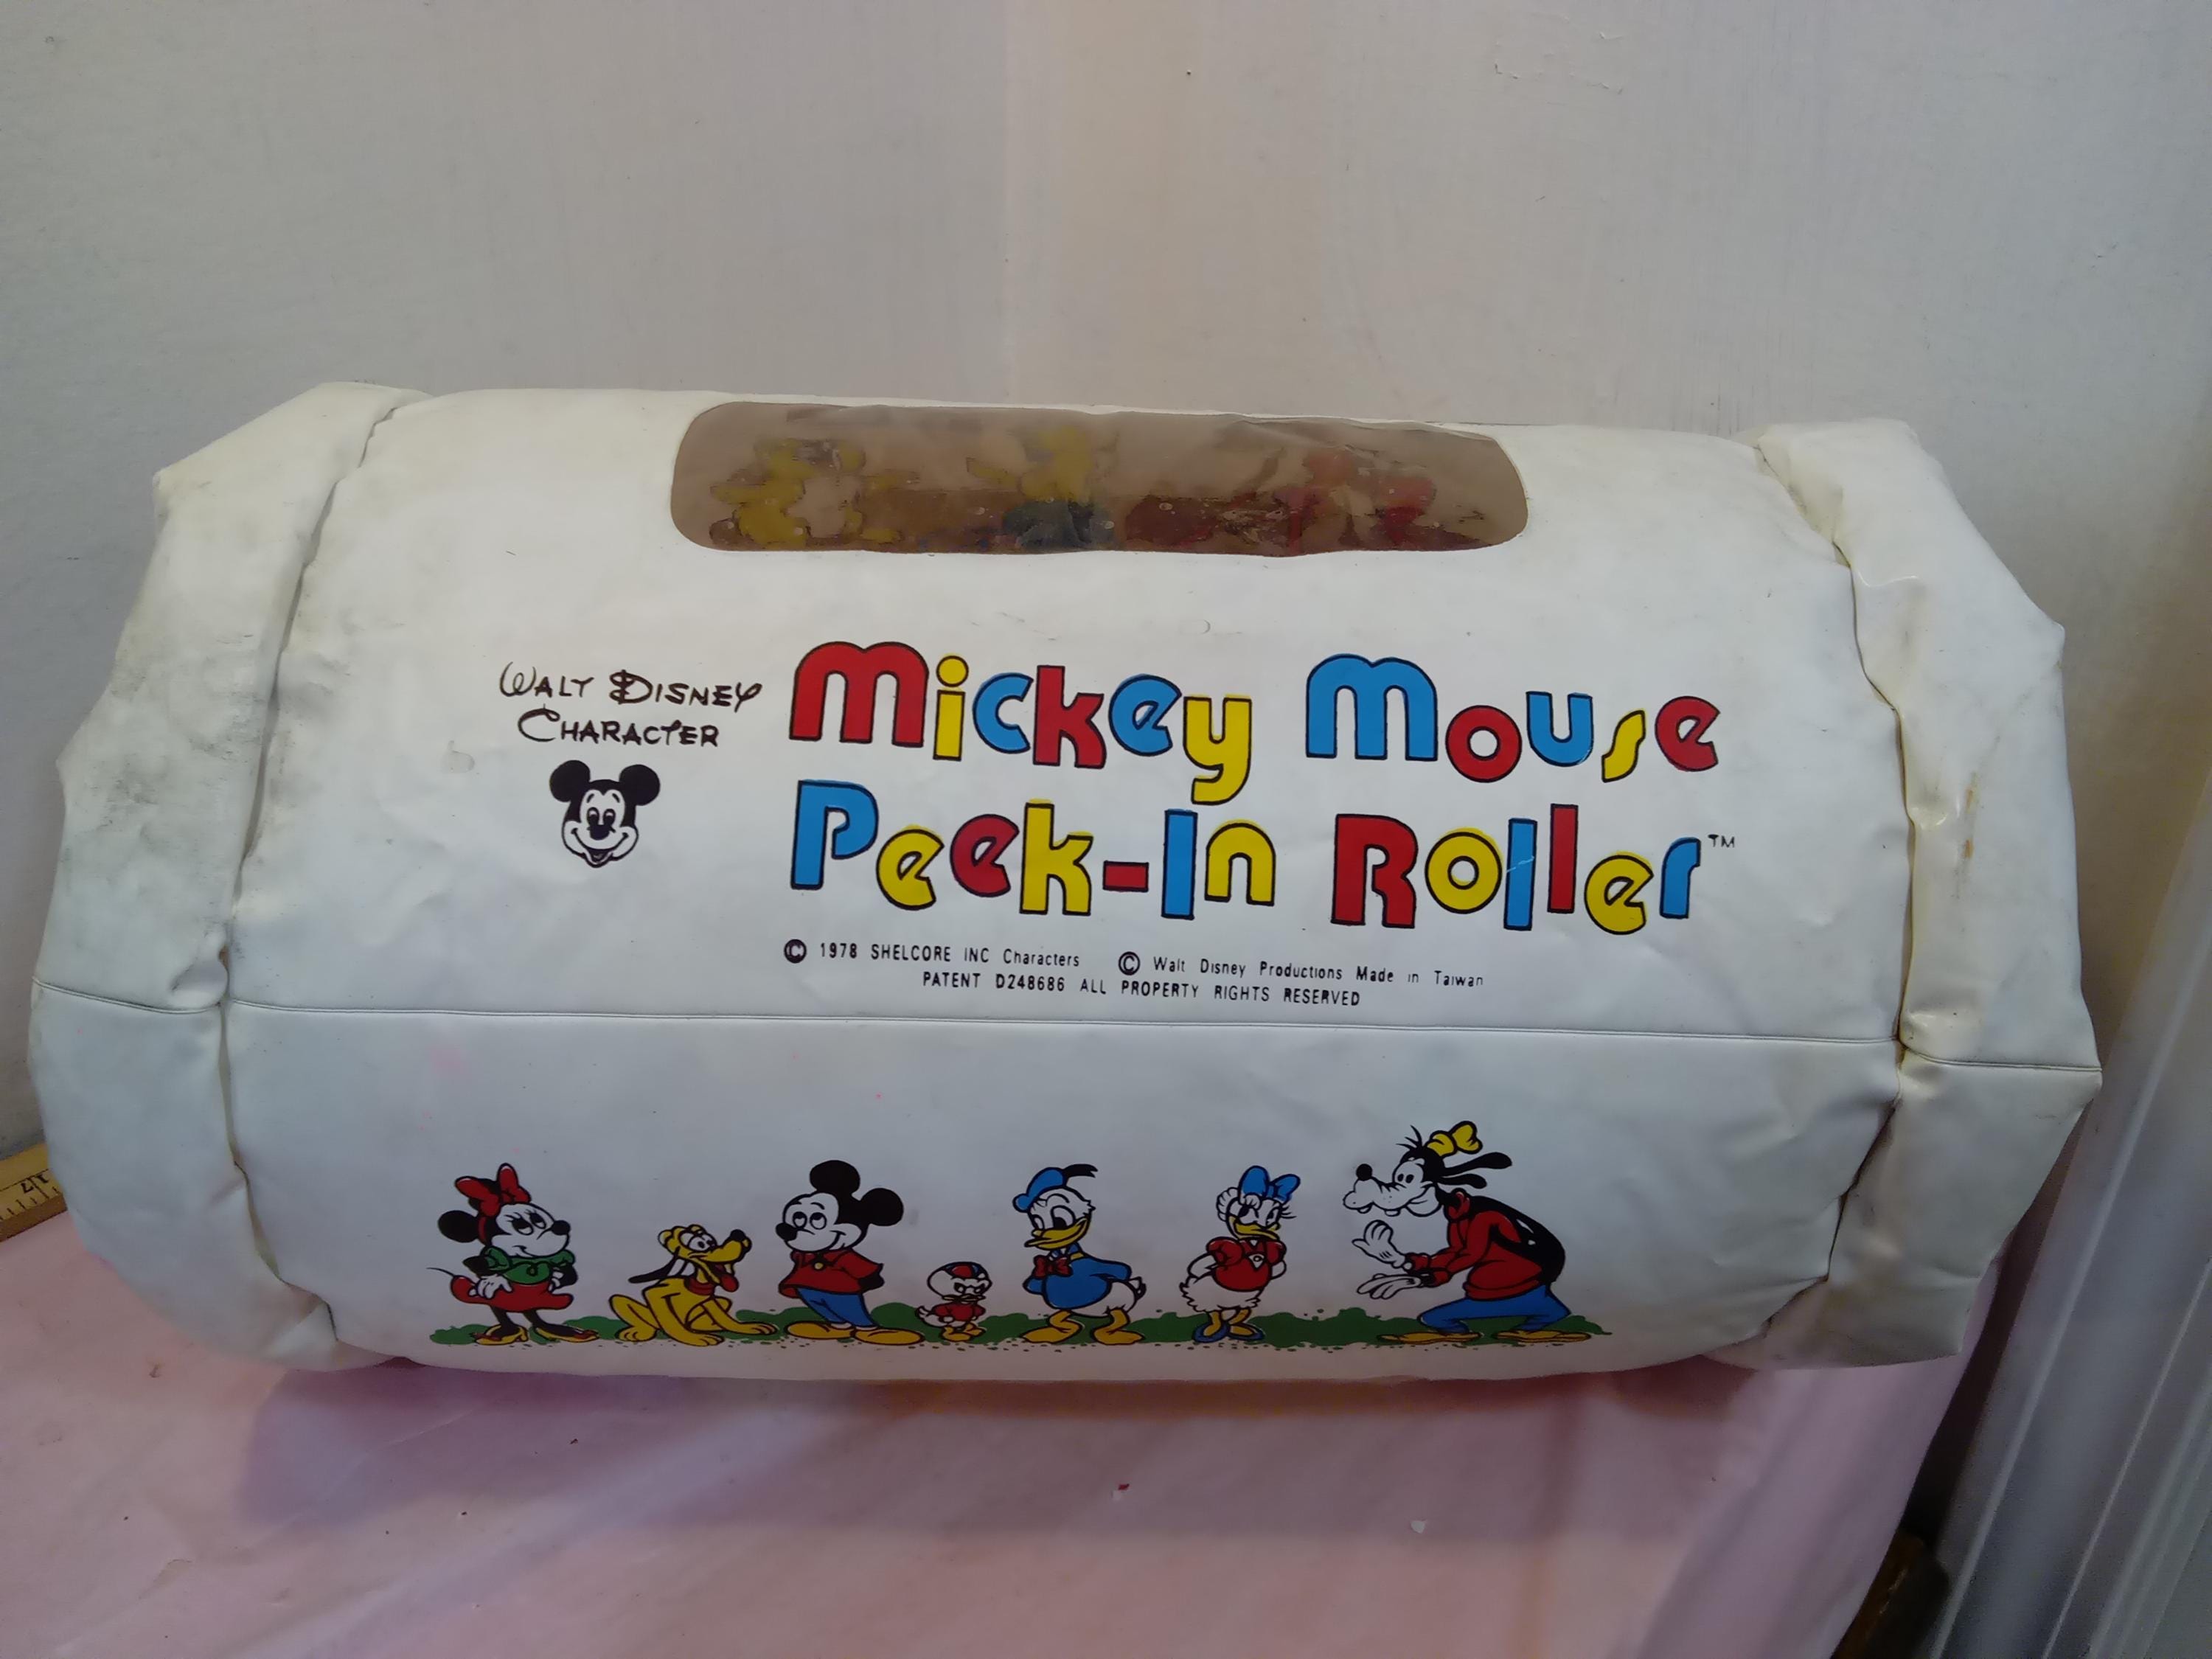 WALT DISNEY
CHARACTER
Mickey Mouse
Peek-In Roller™
© 1978 SHELCORE INC Characters © Walt Disney Productions Made in Taiwan
PATENT D248686 ALL PROPERTY RIGHTS RESERVED